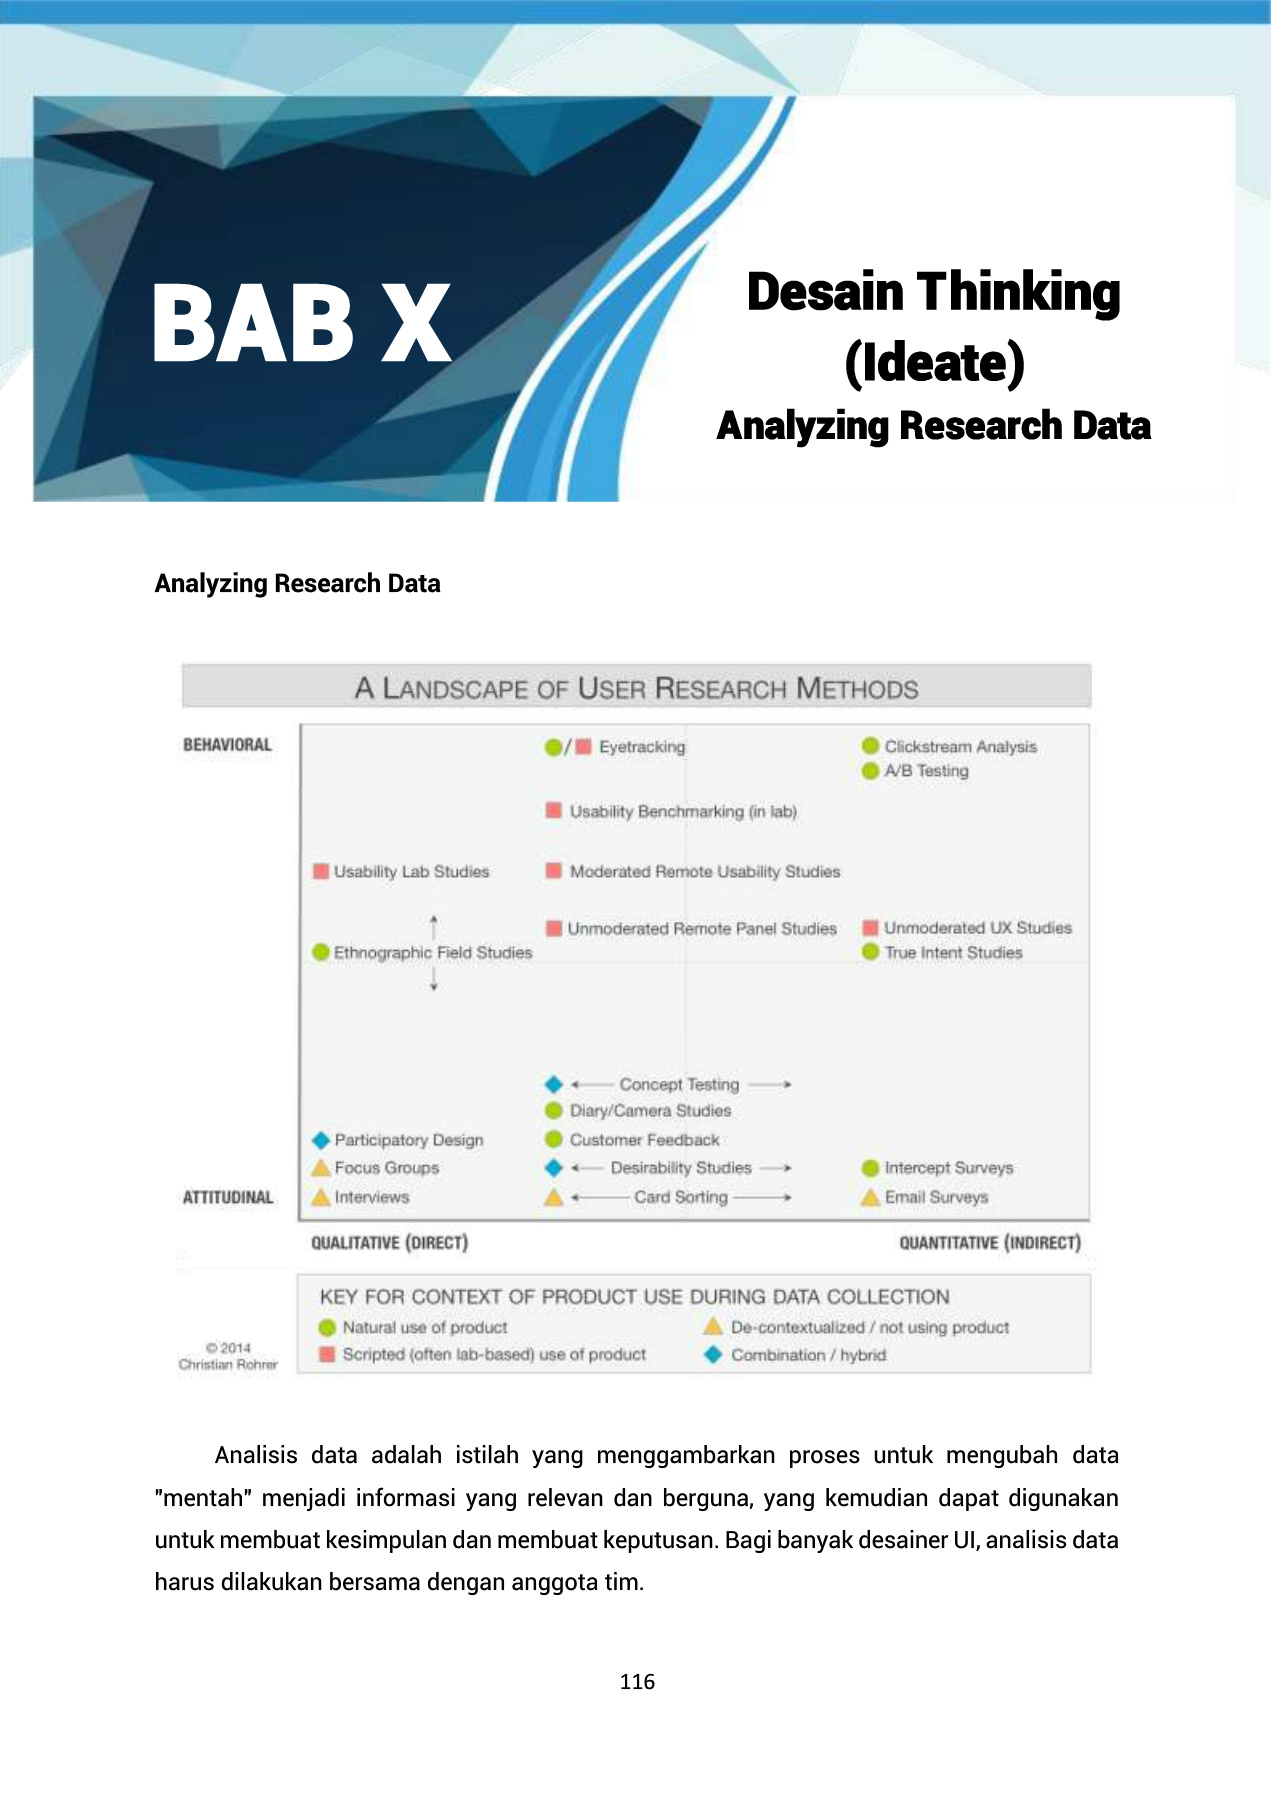 BAB X
Desain Thinking
(Ideate)
Analyzing Research Data
Analyzing Research Data
A LANDSCAPE OF USER RESEARCH METHODS
BEHAVIORAL
/ Eyetracking
Clickstream Analysis
A/B Testing
Usability Benchmarking (in lab)
Usability Lab Studies
Moderated Remote Usability Studies
Unmoderated Remote Panel Studies
Unmoderated UX Studies
Ethnographic Field Studies
True Intent Studies
Concept Testing
Diary/Camera Studies
Participatory Design
Customer Feedback
Focus Groups
Desirability Studies
Intercept Surveys
ATTITUDINAL
Interviews
Card Sorting
Email Surveys
QUALITATIVE (DIRECT)
QUANTITATIVE (INDIRECT)
KEY FOR CONTEXT OF PRODUCT USE DURING DATA COLLECTION
Natural use of product
De-contextualized / not using product
Scripted (often lab-based) use of product
Combination / hybrid
© 2014
Christian Rohrer
Analisis data adalah istilah yang menggambarkan proses untuk mengubah data
"mentah" menjadi informasi yang relevan dan berguna, yang kemudian dapat digunakan
untuk membuat kesimpulan dan membuat keputusan. Bagi banyak desainer UI, analisis data
harus dilakukan bersama dengan anggota tim.
116